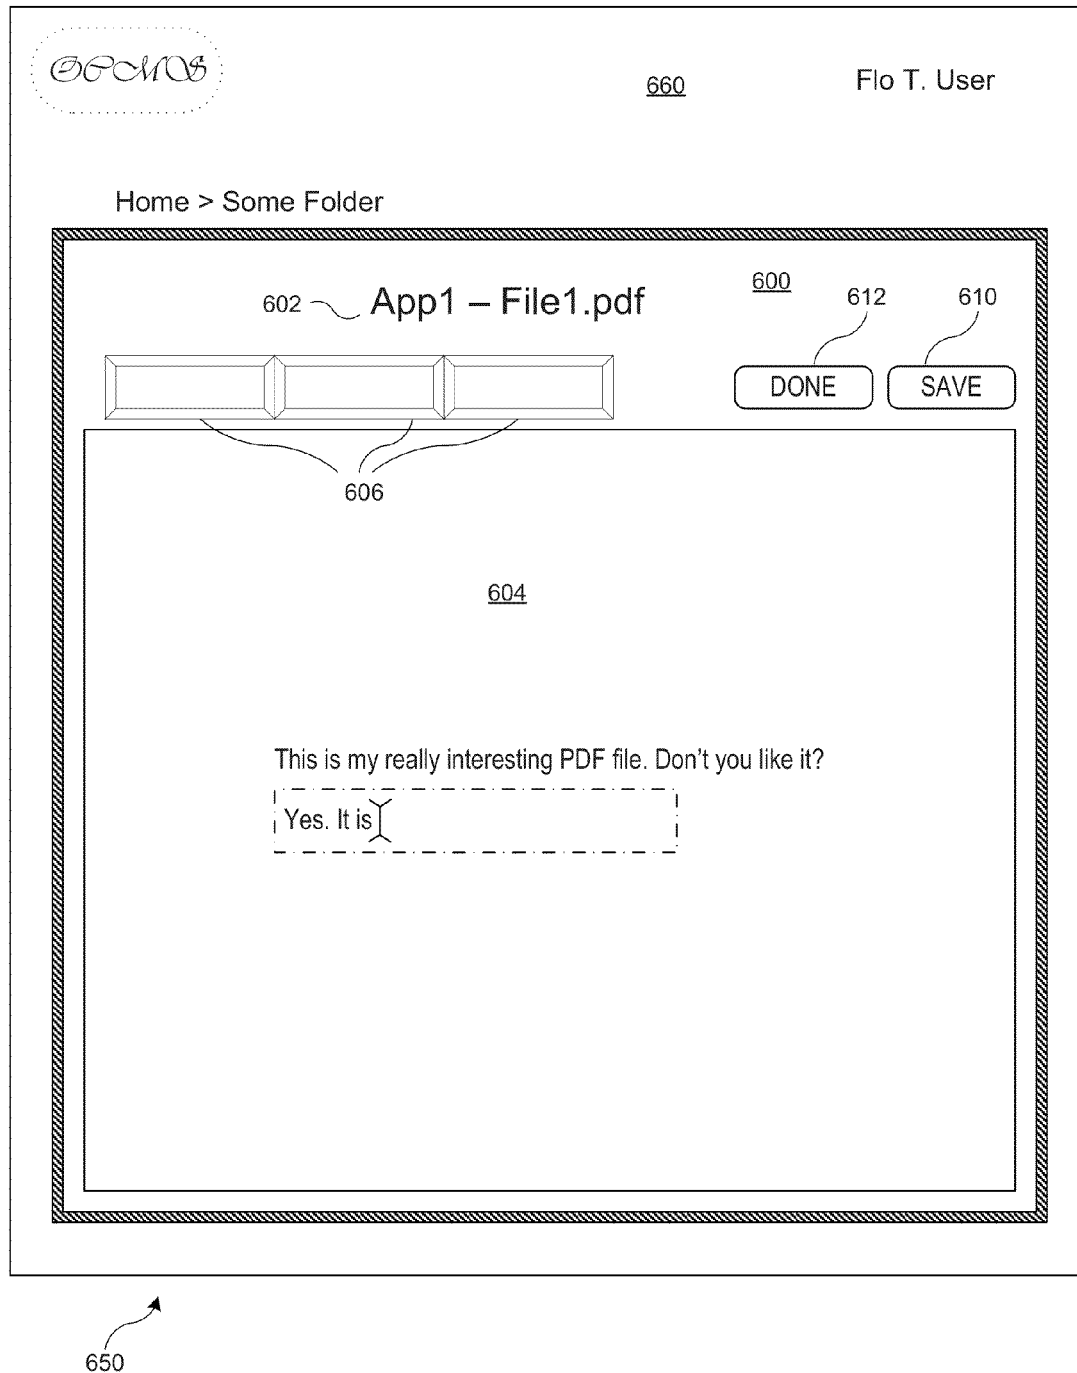 660
Flo T. User
Home > Some Folder
600
602
App1 – File1.pdf
612
610
DONE
SAVE
606
604
This is my really interesting PDF file. Don't you like it?
Yes. It is
650